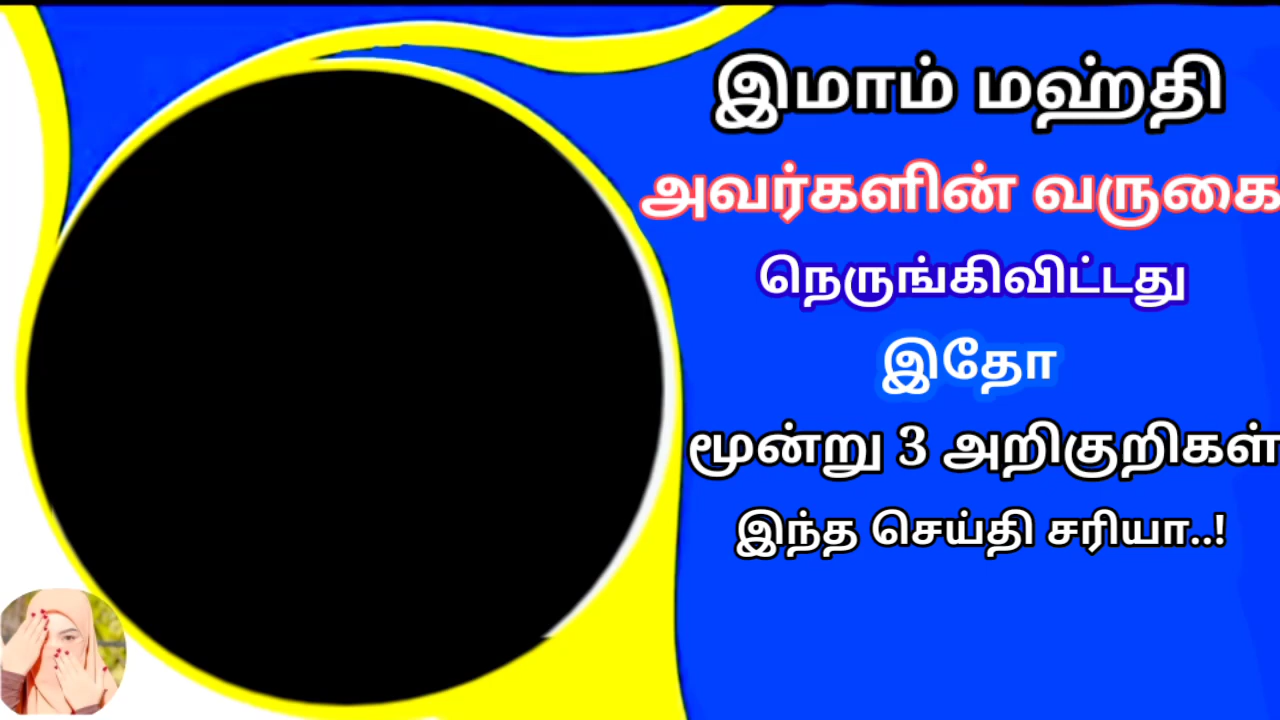 இமாம் மஹ்தி
அவர்களின் வருகை
நெருங்கிவிட்டது
இதோ
மூன்று 3 அறிகுறிகள்
இந்த செய்தி சரியா..!